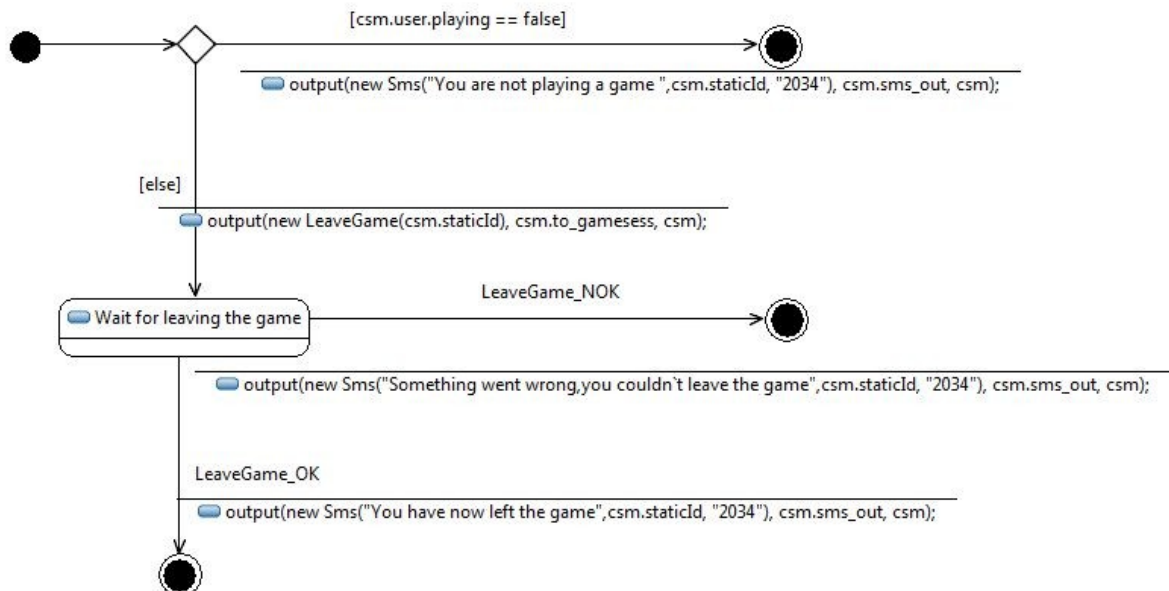 [csm.user.playing == false]
output(new Sms("You are not playing a game ",csm.staticId, "2034"), csm.sms_out, csm);
[else]
output(new LeaveGame(csm.staticId), csm.to_gamesess, csm);
LeaveGame_NOK
Wait for leaving the game
output(new Sms("Something went wrong,you couldn`t leave the game",csm.staticId, "2034"), csm.sms_out, csm);
LeaveGame_OK
output(new Sms("You have now left the game",csm.staticId, "2034"), csm.sms_out, csm);